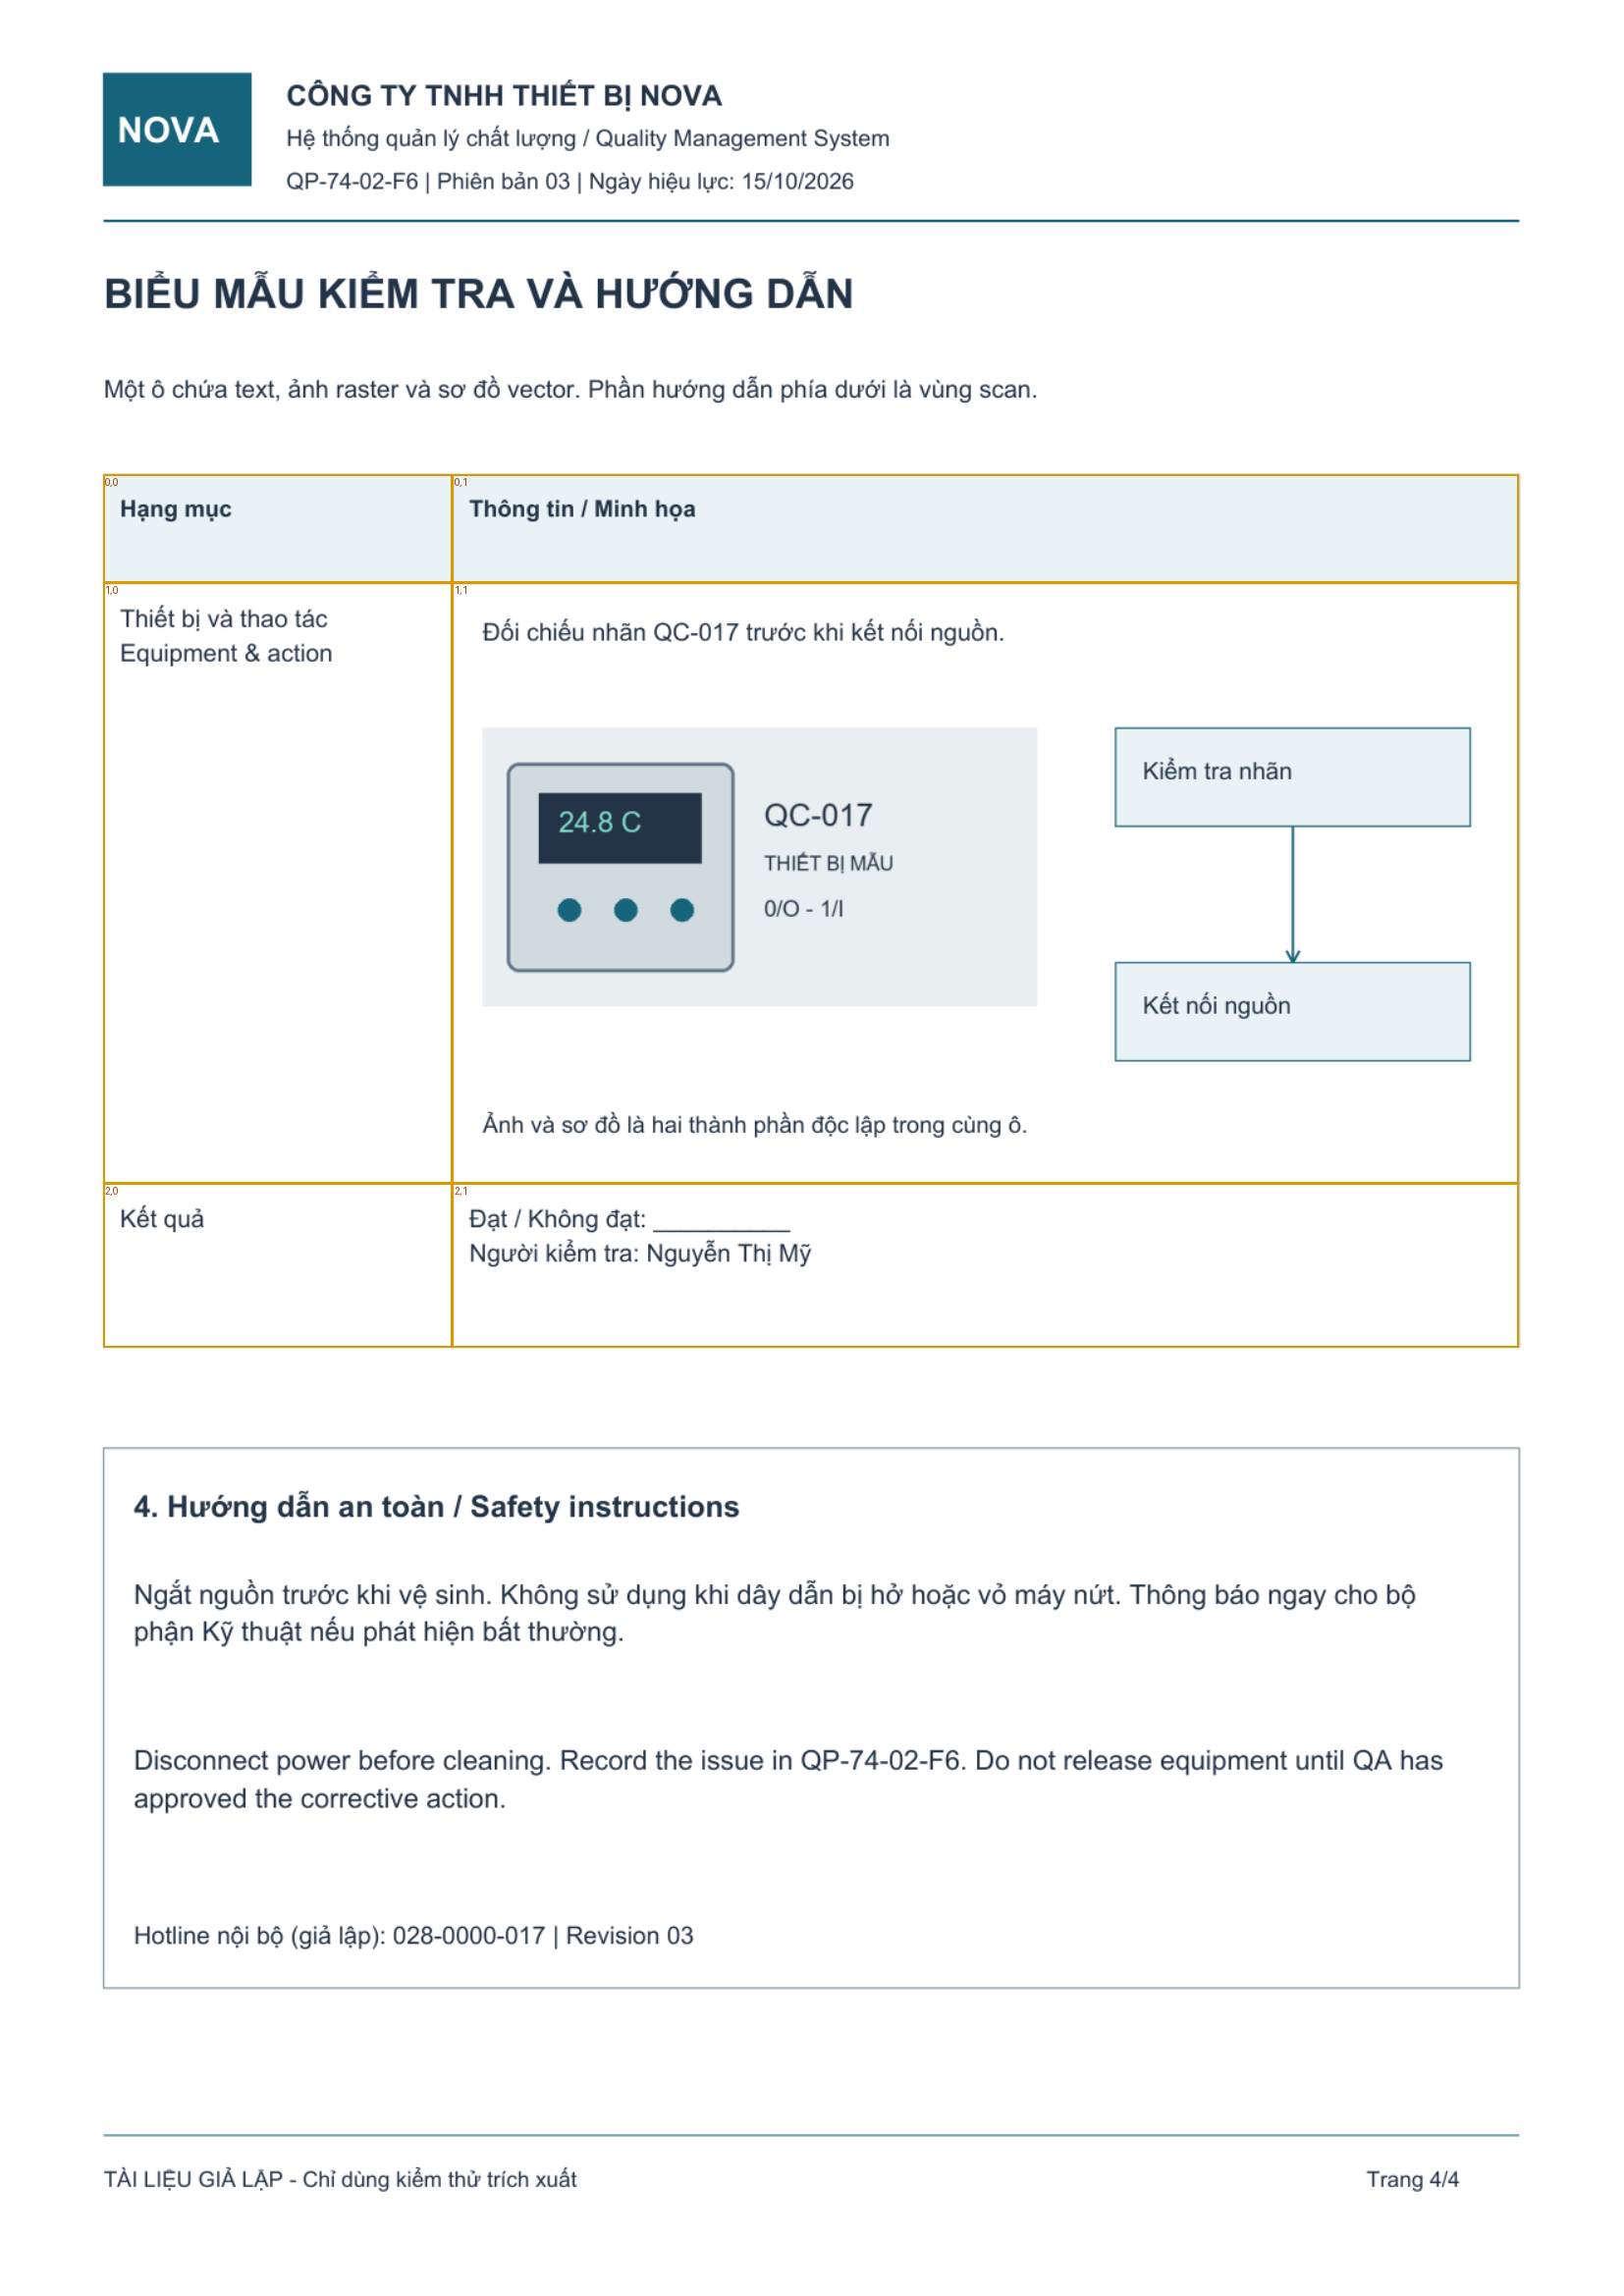 NOVA
CÔNG TY TNHH THIẾT BỊ NOVA
Hệ thống quản lý chất lượng / Quality Management System
QP-74-02-F6 | Phiên bản 03 | Ngày hiệu lực: 15/10/2026
BIỂU MẪU KIỂM TRA VÀ HƯỚNG DẪN
Một ô chứa text, ảnh raster và sơ đồ vector. Phần hướng dẫn phía dưới là vùng scan.
0,0
Hạng mục
0,1
Thông tin / Minh họa
1,0
Thiết bị và thao tác
Equipment & action
1,1
Đối chiếu nhãn QC-017 trước khi kết nối nguồn.
24.8 C
QC-017
THIẾT BỊ MẪU
0/O - 1/I
Kiểm tra nhãn
Kết nối nguồn
Ảnh và sơ đồ là hai thành phần độc lập trong cùng ô.
2,0
Kết quả
2,1
Đạt / Không đạt: __________
Người kiểm tra: Nguyễn Thị Mỹ
4. Hướng dẫn an toàn / Safety instructions
Ngắt nguồn trước khi vệ sinh. Không sử dụng khi dây dẫn bị hở hoặc vỏ máy nứt. Thông báo ngay cho bộ
phận Kỹ thuật nếu phát hiện bất thường.
Disconnect power before cleaning. Record the issue in QP-74-02-F6. Do not release equipment until QA has
approved the corrective action.
Hotline nội bộ (giả lập): 028-0000-017 | Revision 03
TÀI LIỆU GIẢ LẬP - Chỉ dùng kiểm thử trích xuất
Trang 4/4